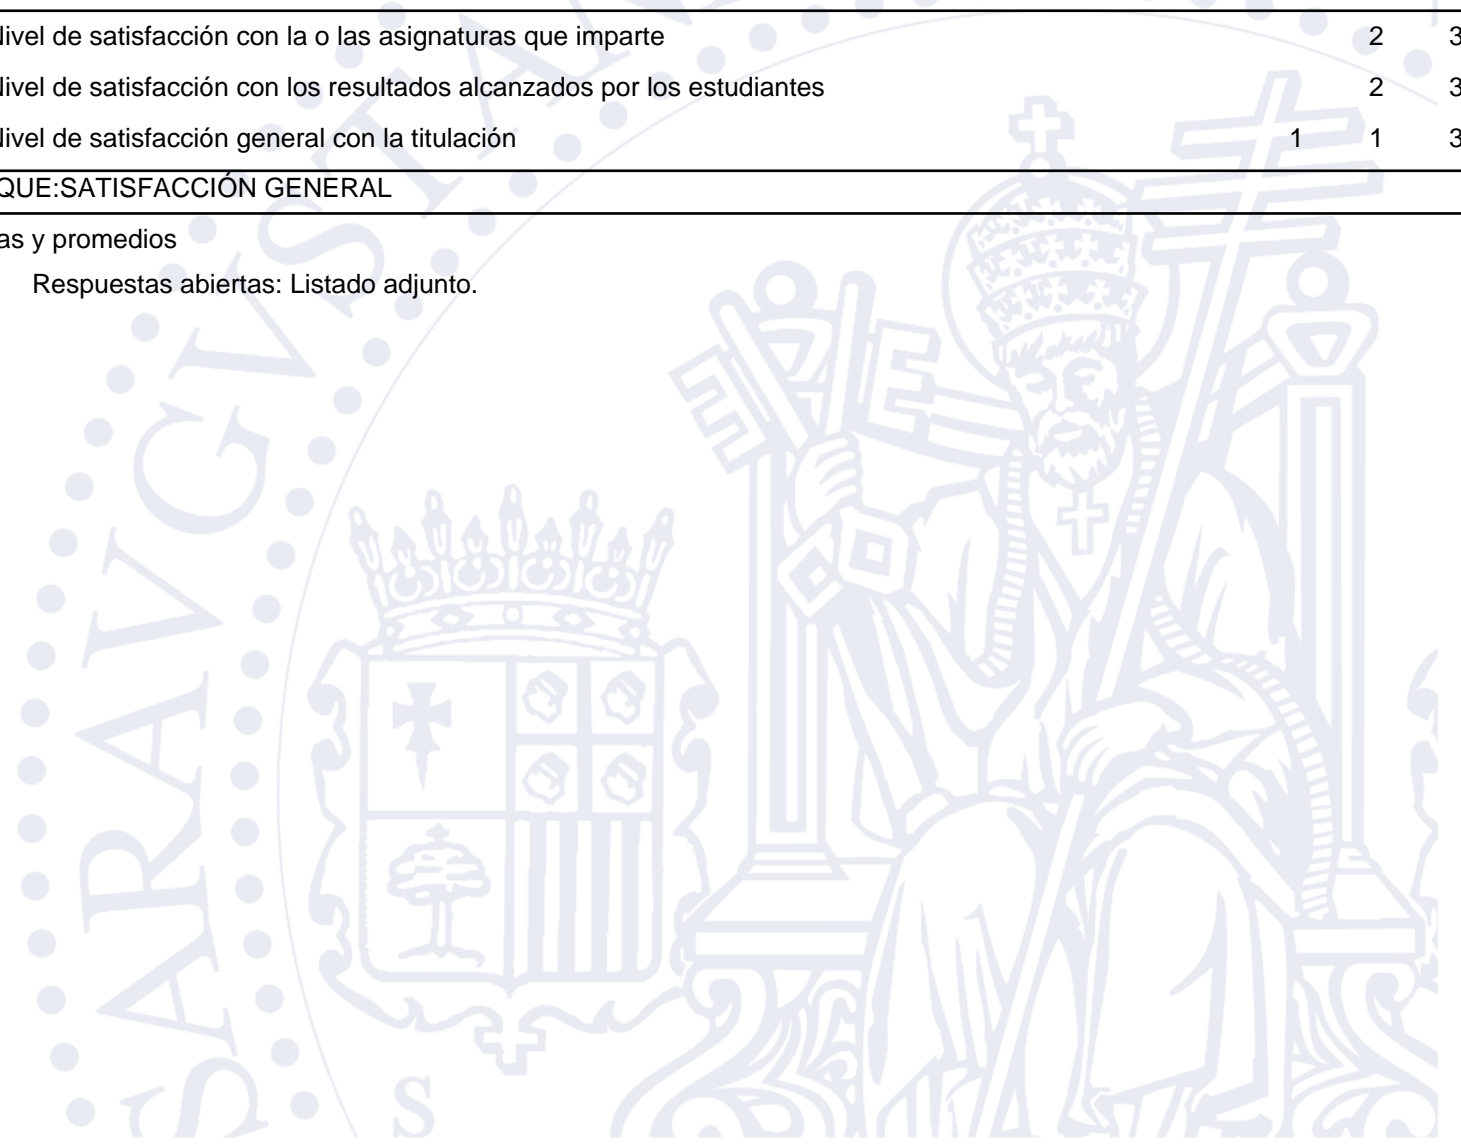 Nivel de satisfacción con la o las asignaturas que imparte 2 3
Nivel de satisfacción con los resultados alcanzados por los estudiantes 2 3
Nivel de satisfacción general con la titulación 1 1 3
QUE:SATISFACCIÓN GENERAL
as y promedios
Respuestas abiertas: Listado adjunto.
SARAVGVSTAN
S